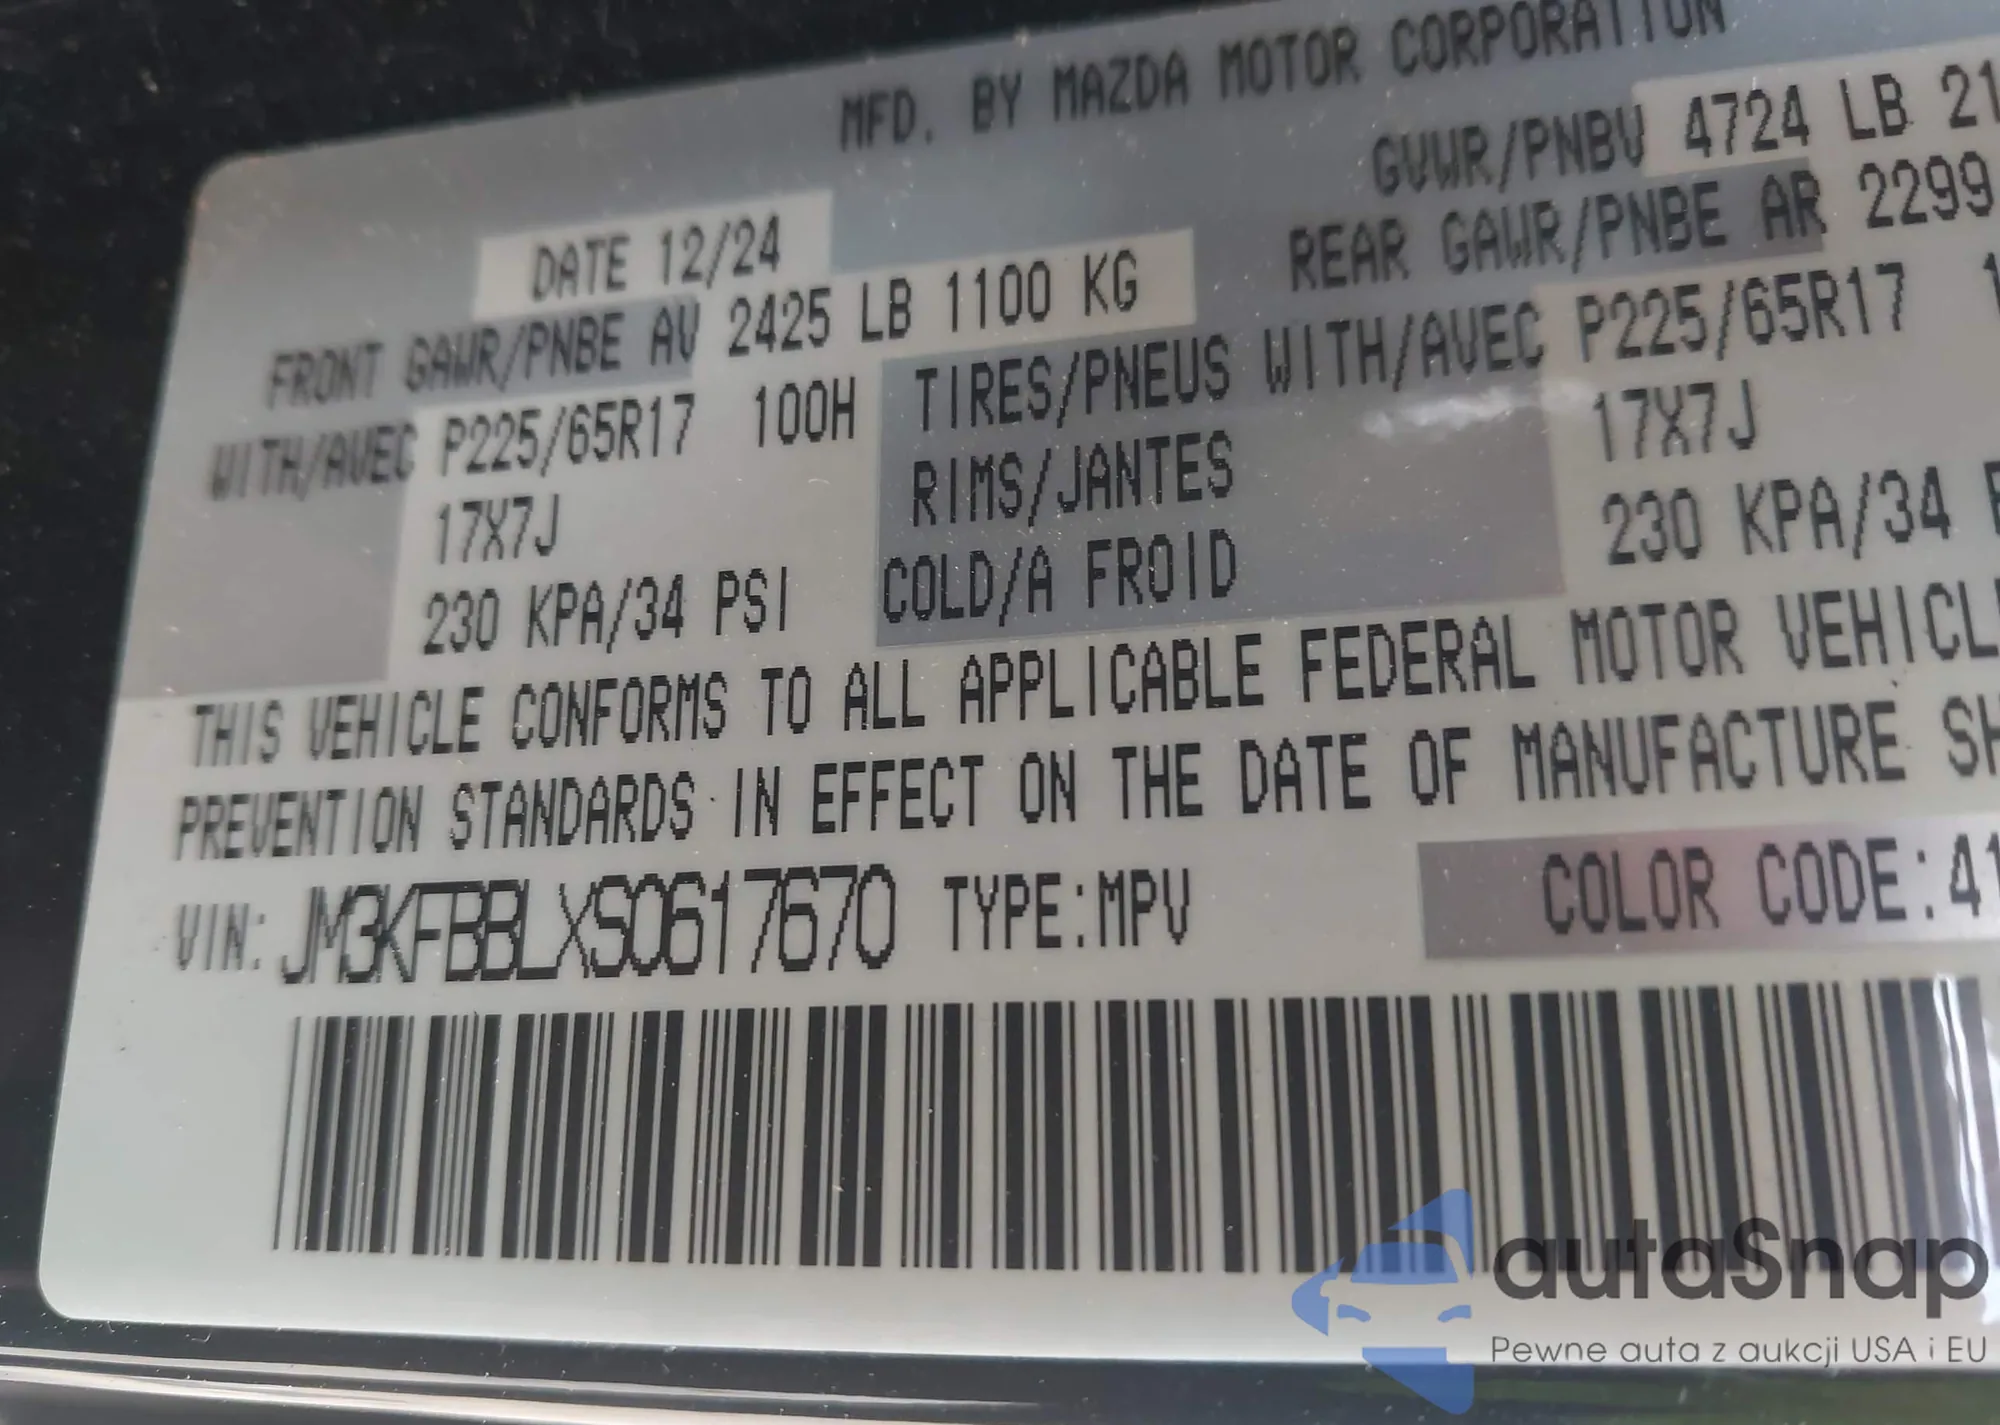 MFD. BY MAZDA MOTOR CORPORATION
DATE 12/24 GVWR/PNBV 4724 LB 21
FRONT GAWR/PNBE AV 2425 LB 1100 KG REAR GAWR/PNBE AR 2299
WITH/AVEC P225/65R17 100H TIRES/PNEUS WITH/AVEC P225/65R17
17X7J RIMS/JANTES 17X7J
230 KPA/34 PSI COLD/A FROID 230 KPA/34
THIS VEHICLE CONFORMS TO ALL APPLICABLE FEDERAL MOTOR VEHICL
PREVENTION STANDARDS IN EFFECT ON THE DATE OF MANUFACTURE SH
VIN: JM3KFBBLXS0617670 TYPE:MPV COLOR CODE:41
autaSnap
Pewne auta z aukcji USA i EU